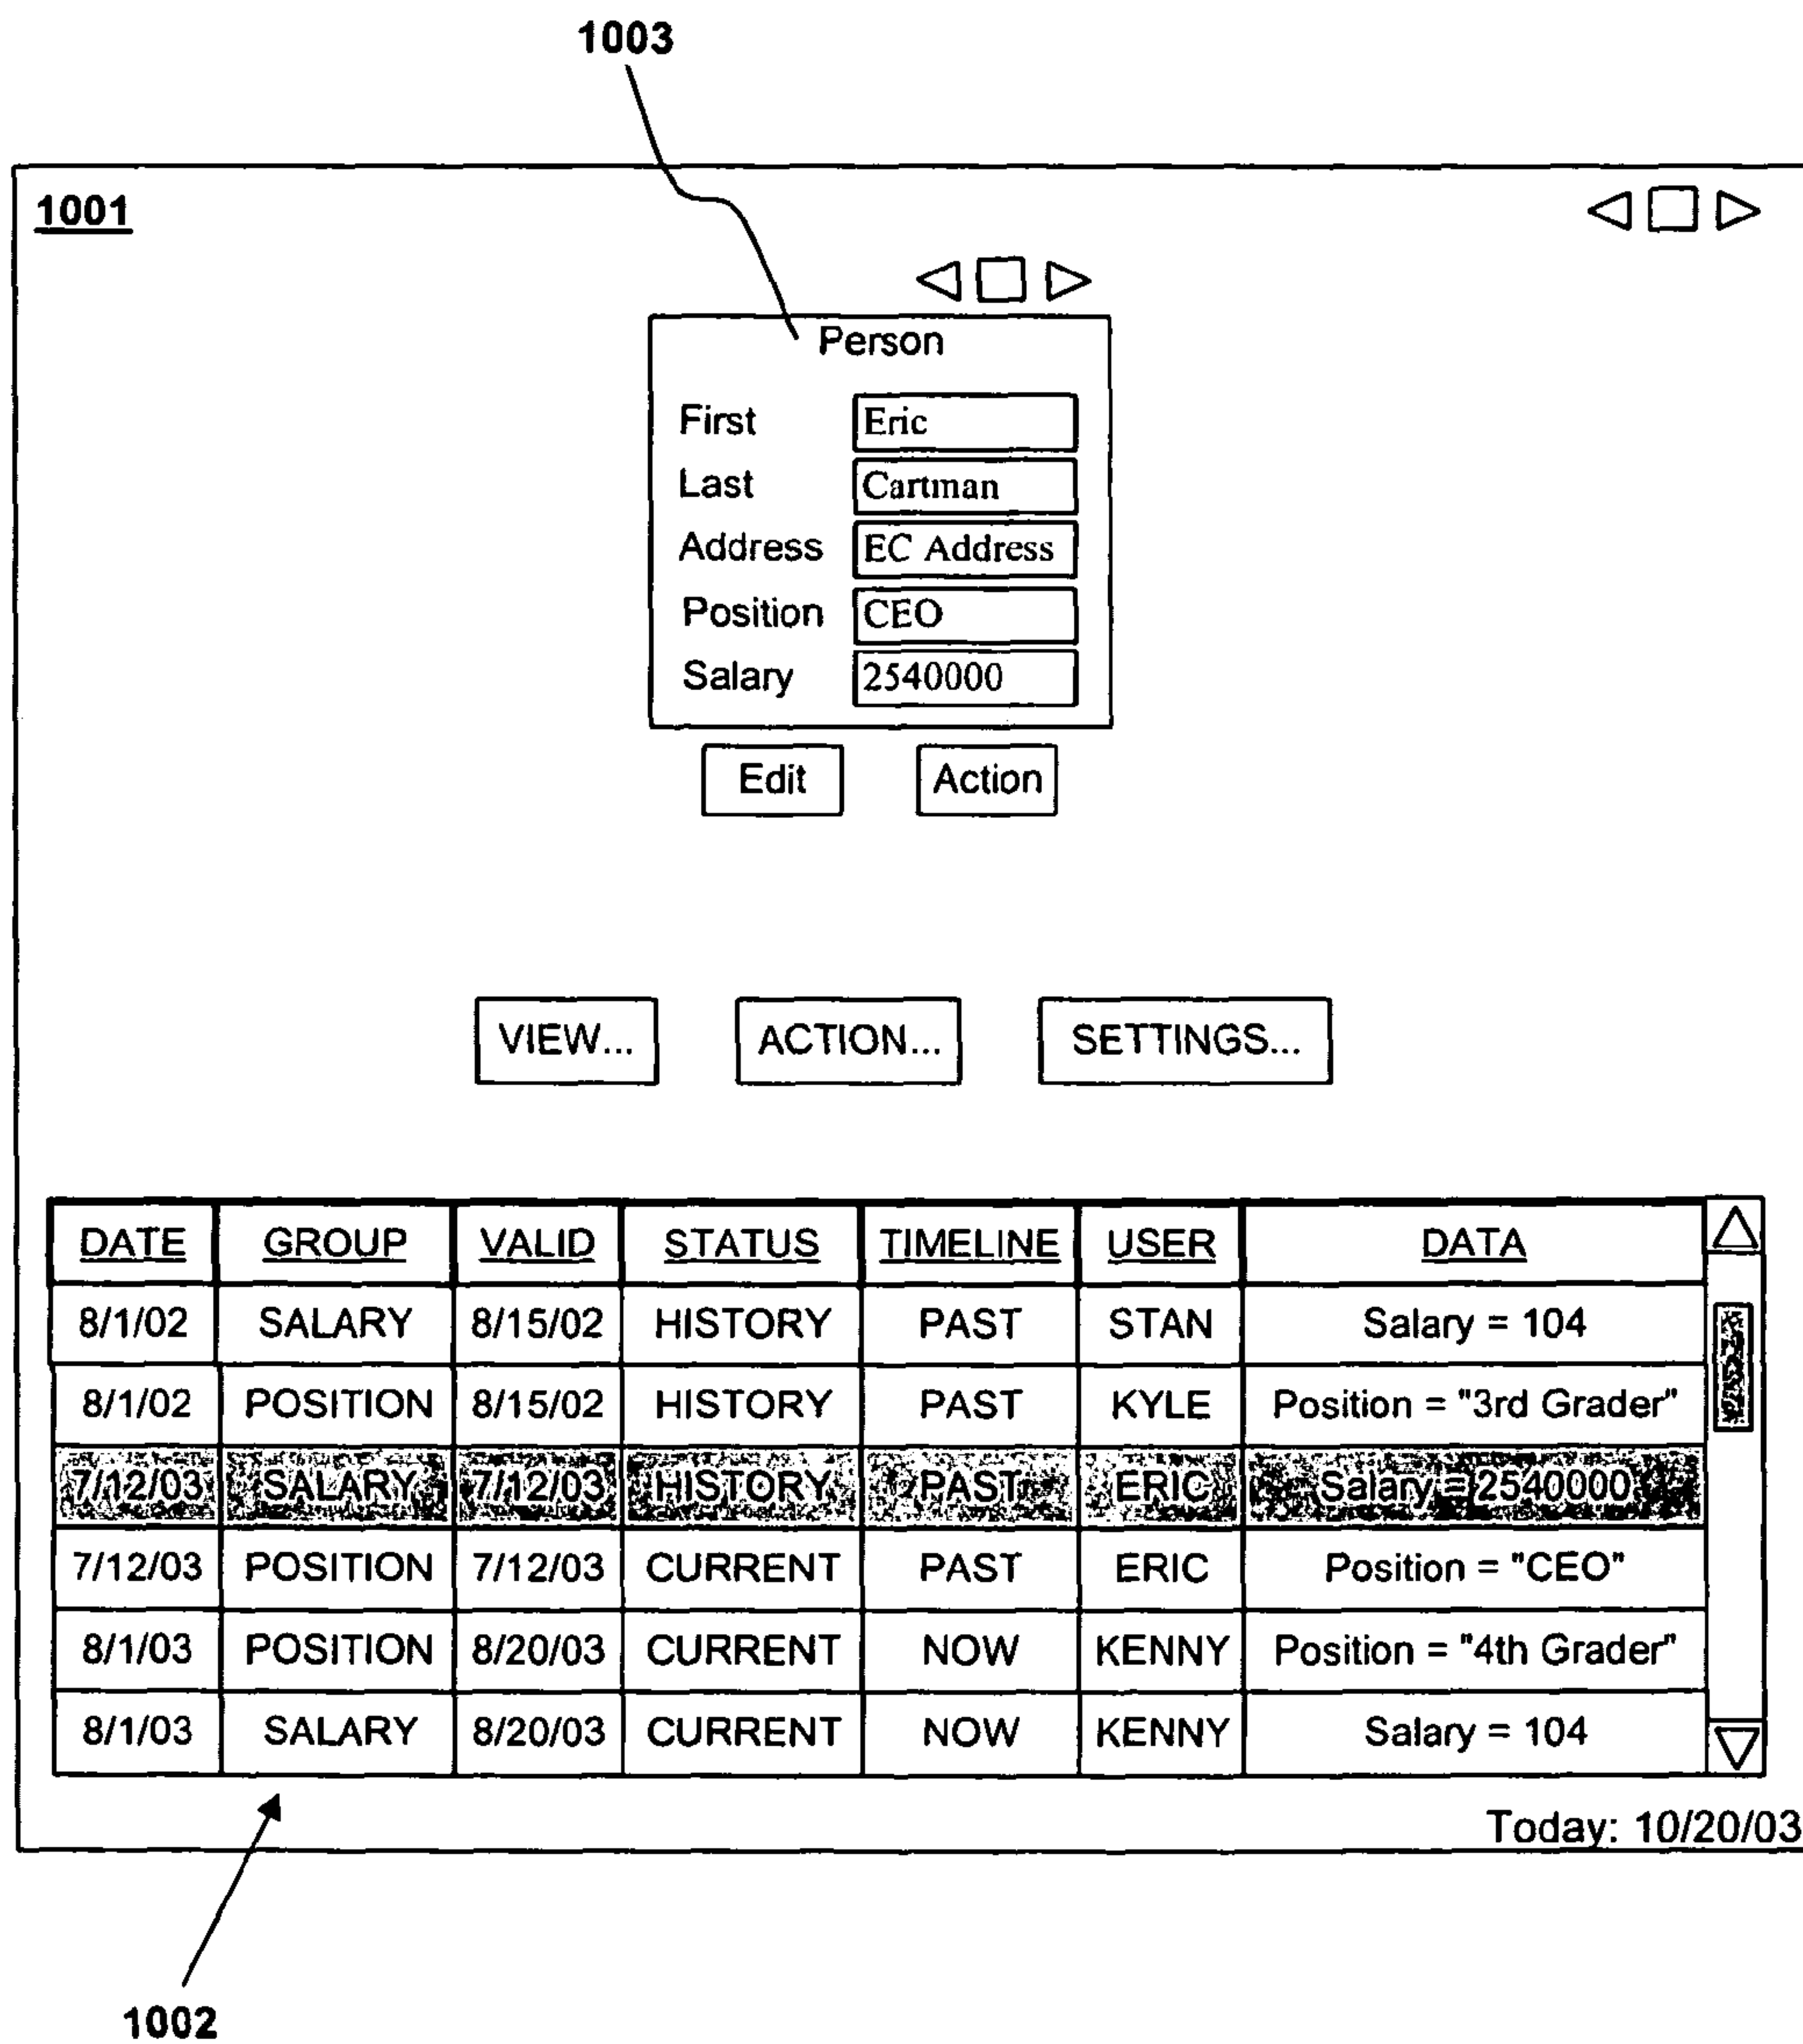 1003
1001
Person
First Eric
Last Cartman
Address EC Address
Position CEO
Salary 2540000
Edit Action
VIEW... ACTION... SETTINGS...
DATE GROUP VALID STATUS TIMELINE USER DATA
8/1/02 SALARY 8/15/02 HISTORY PAST STAN Salary = 104
8/1/02 POSITION 8/15/02 HISTORY PAST KYLE Position = "3rd Grader"
7/12/03 SALARY 7/12/03 HISTORY PAST ERIC Salary = 2540000
7/12/03 POSITION 7/12/03 CURRENT PAST ERIC Position = "CEO"
8/1/03 POSITION 8/20/03 CURRENT NOW KENNY Position = "4th Grader"
8/1/03 SALARY 8/20/03 CURRENT NOW KENNY Salary = 104
Today: 10/20/03
1002